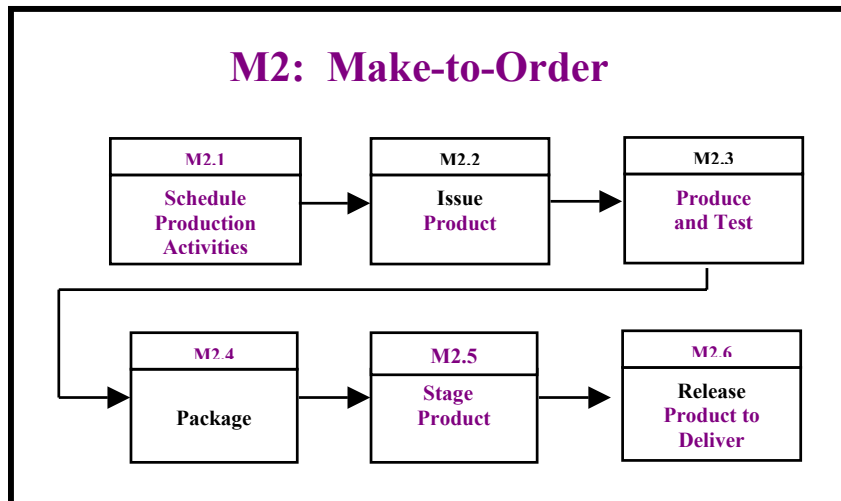 M2: Make-to-Order
M2.1
Schedule
Production
Activities
M2.2
Issue
Product
M2.3
Produce
and Test
M2.4
Package
M2.5
Stage
Product
M2.6
Release
Product to
Deliver